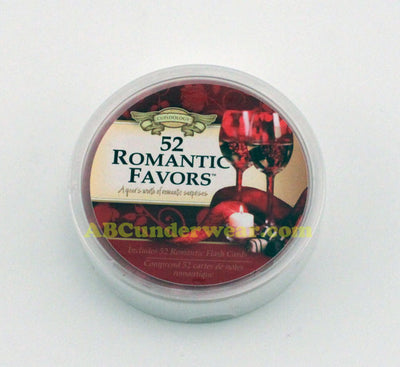 52
ROMANTIC
FAVORS™
A year's worth of romantic surprises
ABCunderwear.com
Includes 52 Romantic Flash Cards
Comprend 52 cartes de notes
romantique